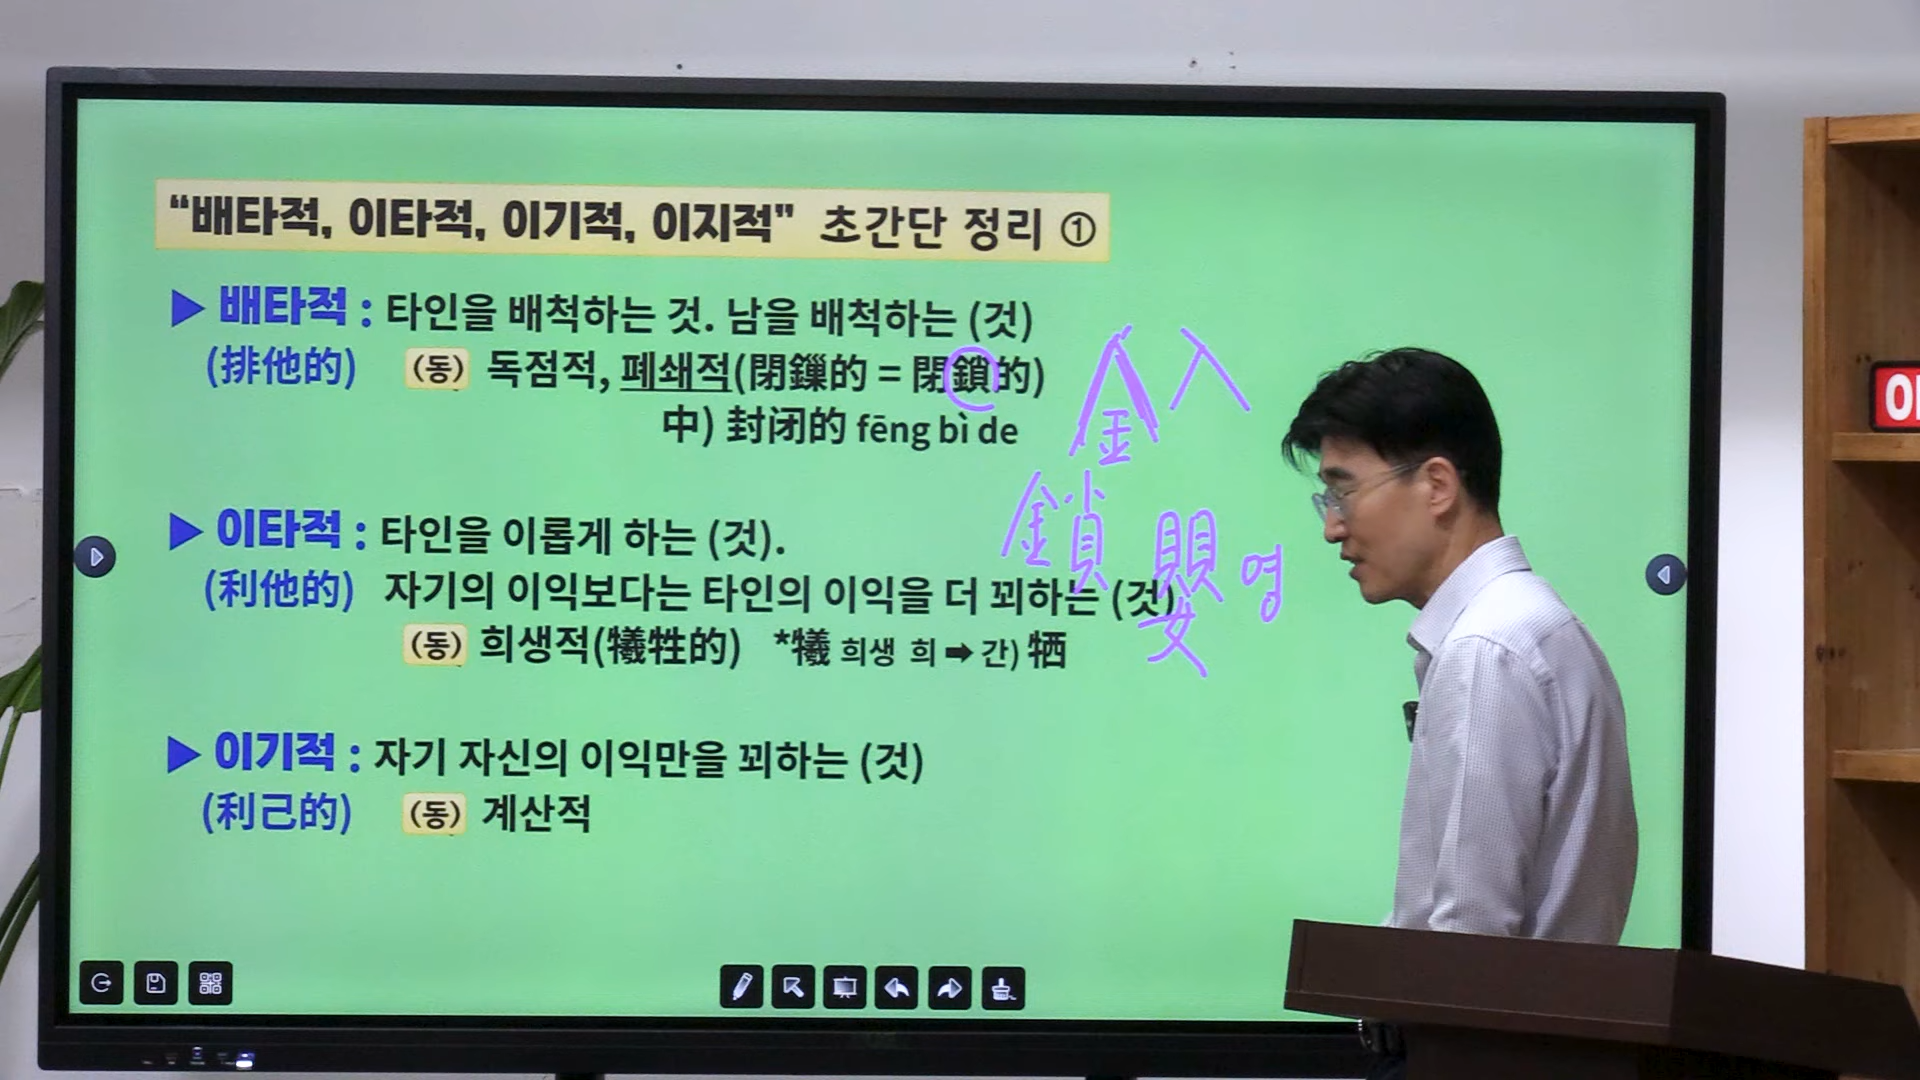 “배타적, 이타적, 이기적, 이지적” 초간단 정리 ①
▶ 배타적 : 타인을 배척하는 것. 남을 배척하는 (것)
(排他的) (동) 독점적, 폐쇄적(閉鏁的 = 閉鎖的)
中) 封闭的 fēng bì de
金 入
鎖 嬰 영
▶ 이타적 : 타인을 이롭게 하는 (것).
(利他的) 자기의 이익보다는 타인의 이익을 더 꾀하는 (것)
(동) 희생적(犧牲的) *犧 희생 희 ➡ 간) 牺
▶ 이기적 : 자기 자신의 이익만을 꾀하는 (것)
(利己的) (동) 계산적